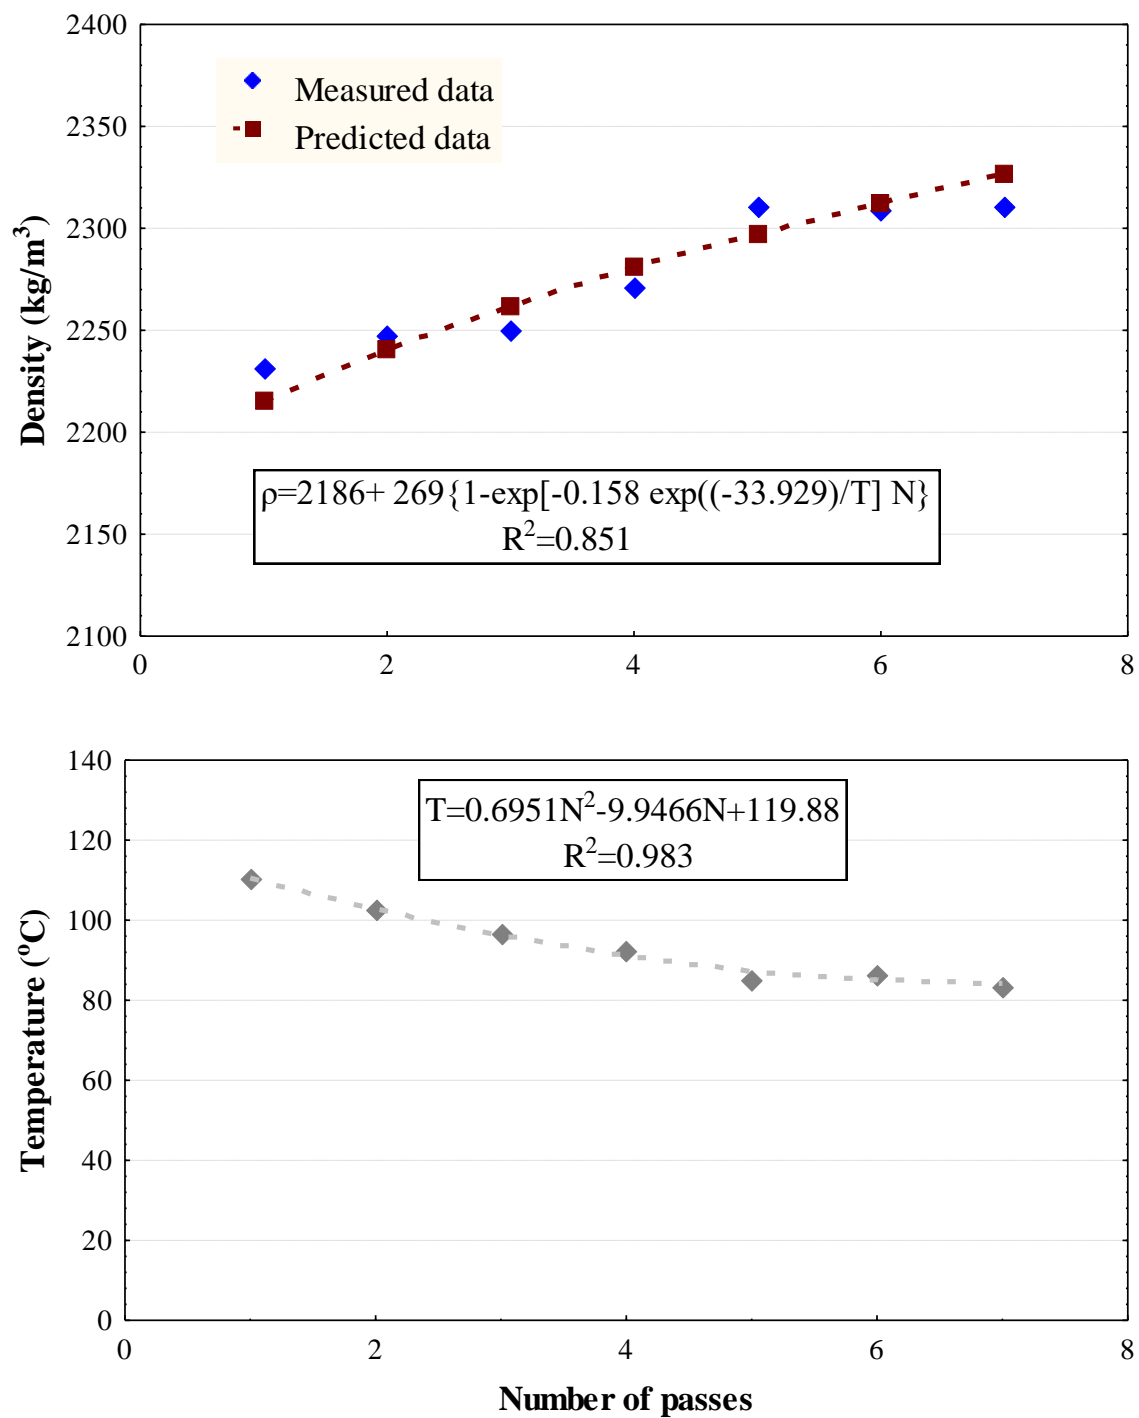 2400
2350
2300
2250
2200
2150
2100
Density (kg/m³)
Measured data
Predicted data
ρ=2186+ 269{1-exp[-0.158 exp((-33.929)/T] N}
R²=0.851
0 2 4 6 8
140
120
100
80
60
40
20
0
Temperature (°C)
T=0.6951N²-9.9466N+119.88
R²=0.983
0 2 4 6 8
Number of passes